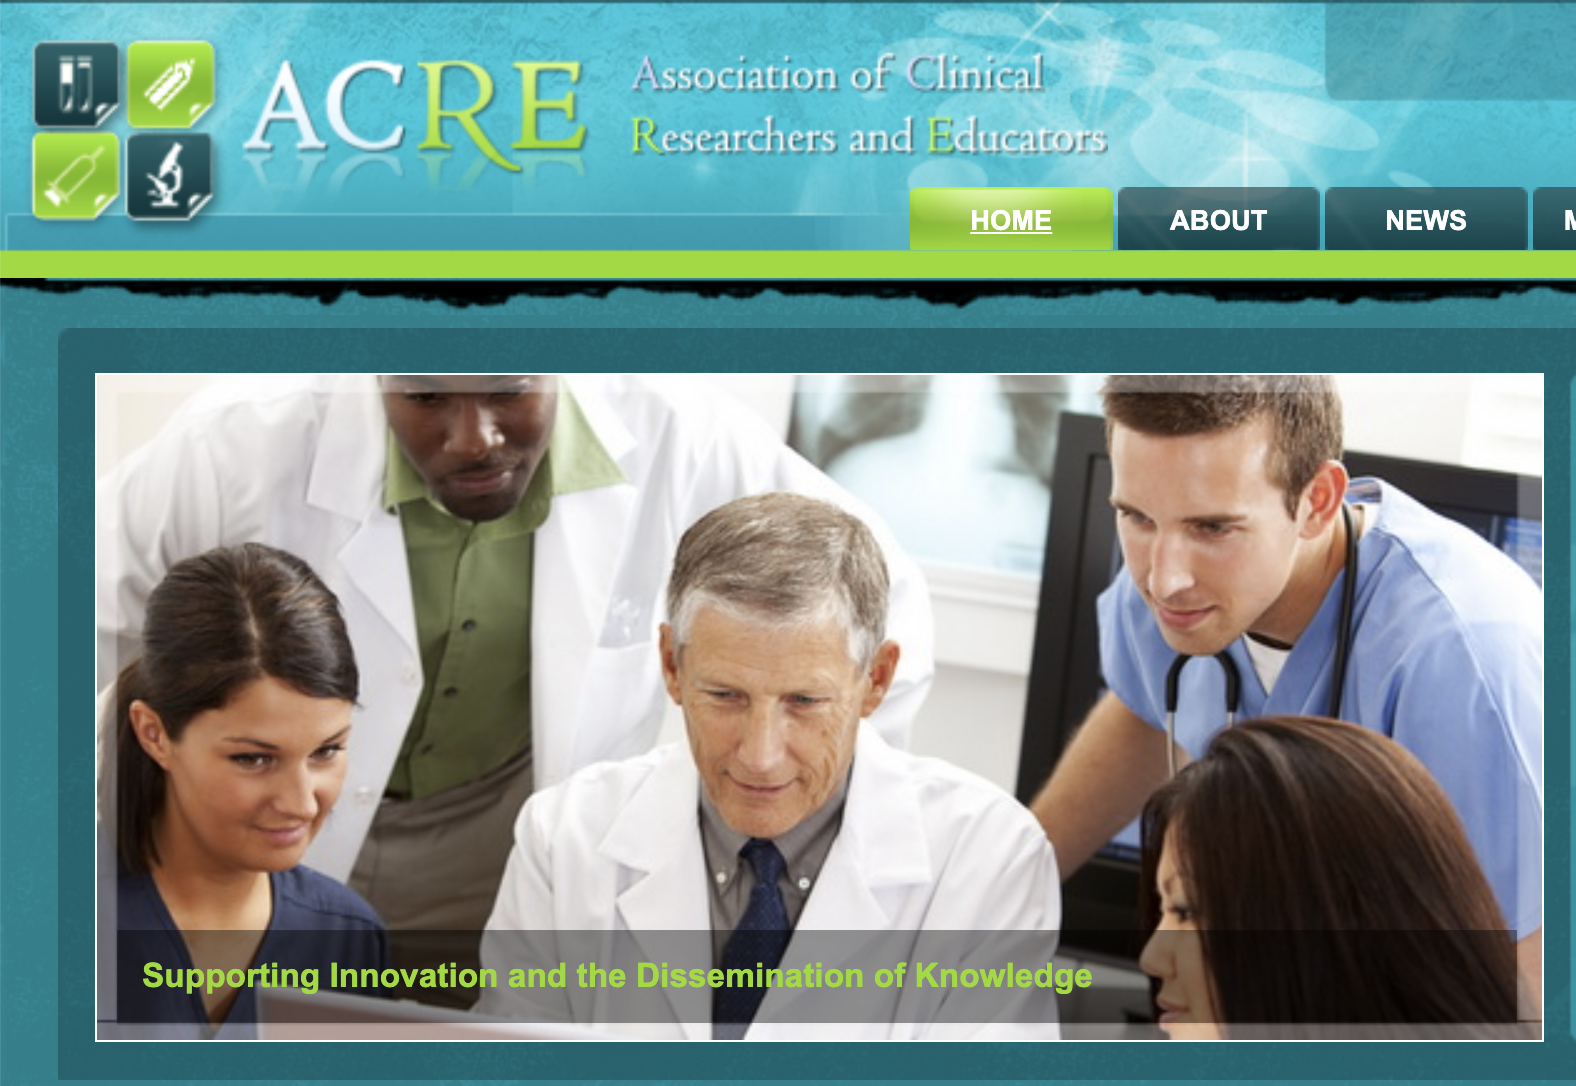 ACRE
Association of Clinical
Researchers and Educators
HOME
ABOUT
NEWS
M
Supporting Innovation and the Dissemination of Knowledge